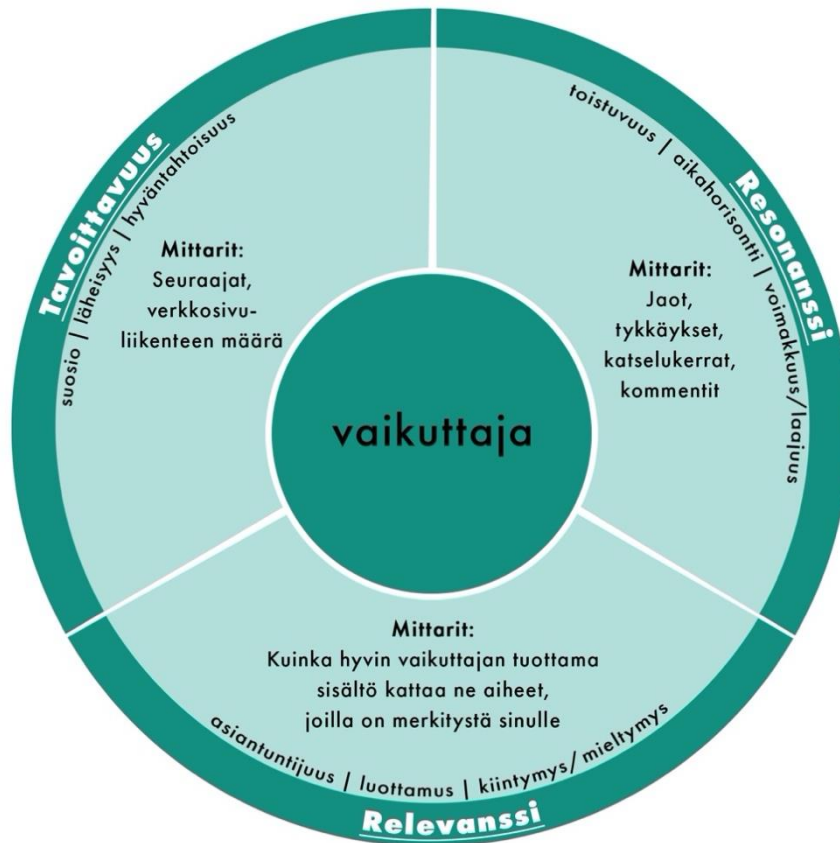 Tavoittavuus
suosio | läheisyys | hyväntahtoisuus
Mittarit:
Seuraajat,
verkkosivu-
liikenteen määrä
Resonanssi
toistuvuus | aikahorisontti | voimakkuus/laajuus
Mittarit:
Jaot,
tykkäykset,
katselukerrat,
kommentit
vaikuttaja
Mittarit:
Kuinka hyvin vaikuttajan tuottama
sisältö kattaa ne aiheet,
joilla on merkitystä sinulle
asiantuntijuus | luottamus | kiintymys/ mieltymys
Relevanssi